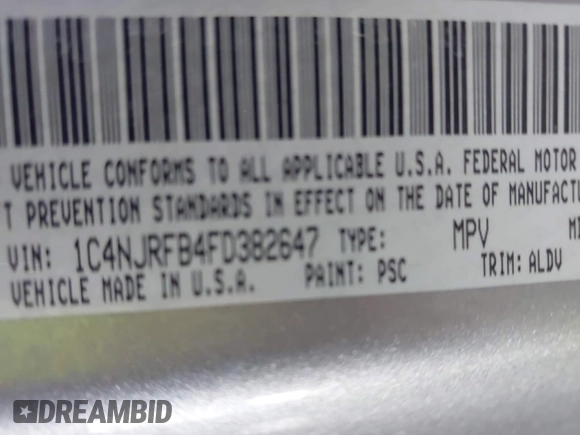 VEHICLE CONFORMS TO ALL APPLICABLE U.S.A. FEDERAL MOTOR
T PREVENTION STANDARDS IN EFFECT ON THE DATE OF MANUFACTU
VIN: 1C4NJRFB4FD382647 TYPE: MPV
VEHICLE MADE IN U.S.A. PAINT: PSC TRIM: ALDV
DREAMBID